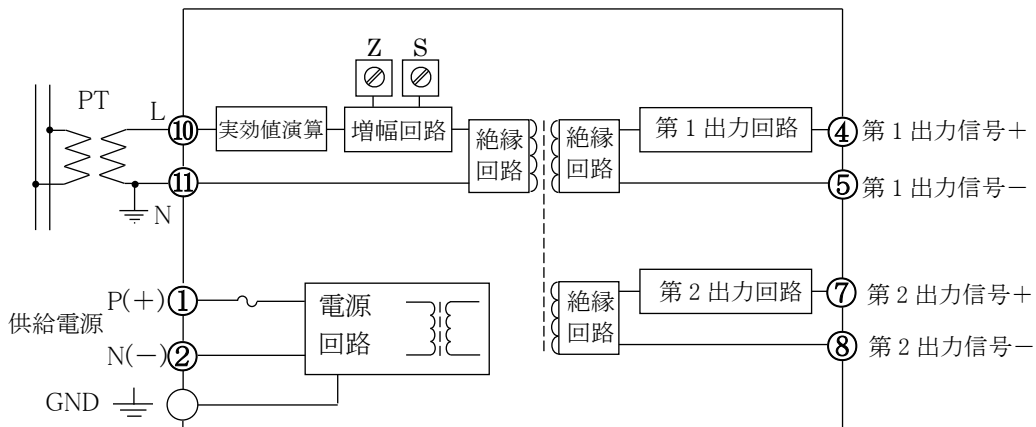 Z S
PT
L
⑩ 実効値演算 増幅回路 絶縁回路 絶縁回路 第1出力回路 ④ 第1出力信号+
⑪
N
⑤ 第1出力信号-
供給電源
P(+) ①
電源
回路
N(-) ②
GND
絶縁
回路
第2出力回路 ⑦ 第2出力信号+
⑧ 第2出力信号-